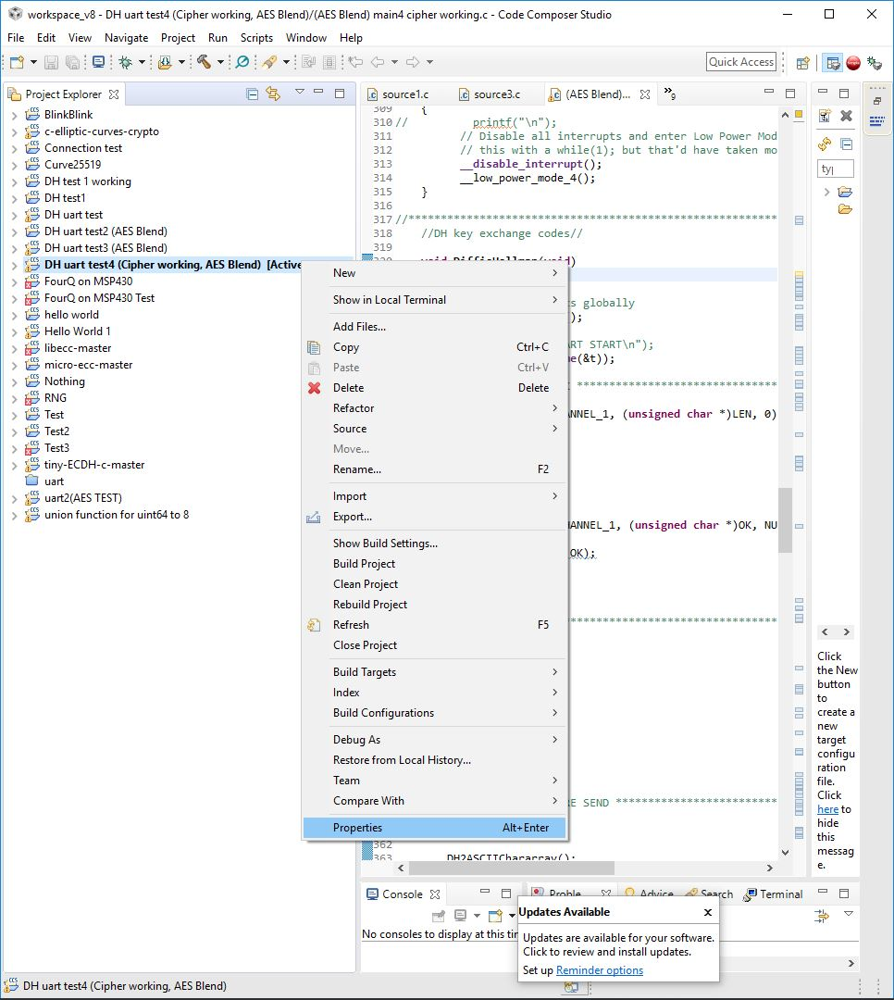 workspace_v8 - DH uart test4 (Cipher working, AES Blend)/(AES Blend) main4 cipher working.c - Code Composer Studio
File Edit View Navigate Project Run Scripts Window Help
Quick Access
Project Explorer
BlinkBlink
c-elliptic-curves-crypto
Connection test
Curve25519
DH test 1 working
DH test1
DH uart test
DH uart test2 (AES Blend)
DH uart test3 (AES Blend)
DH uart test4 (Cipher working, AES Blend) [Active
FourQ on MSP430
FourQ on MSP430 Test
hello world
Hello World 1
libecc-master
micro-ecc-master
Nothing
RNG
Test
Test2
Test3
tiny-ECDH-c-master
uart
uart2(AES TEST)
union function for uint64 to 8
source1.c source3.c (AES Blend)... »9
309 {
310 // printf("\n");
311 // Disable all interrupts and enter Low Power Mod
312 // this with a while(1); but that'd have taken mo
313 __disable_interrupt();
314 __low_power_mode_4();
315 }
316
317 //*********************************************************
318 //DH key exchange codes//
319
New
Show in Local Terminal
Add Files...
Copy Ctrl+C
Paste Ctrl+V
Delete Delete
Refactor
Source
Move...
Rename... F2
Import
Export...
Show Build Settings...
Build Project
Clean Project
Rebuild Project
Refresh F5
Close Project
Build Targets
Index
Build Configurations
Debug As
Restore from Local History...
Team
Compare With
Properties Alt+Enter
s globally
);
ART START\n");
e(&t));
*******************************
ANNEL_1, (unsigned char *)LEN, 0)
HANNEL_1, (unsigned char *)OK, NU
OK);
*******************************
RE SEND *************************
362
363 DH2ASCIIChararray();
typ
Click
the New
button
to
create a
new
target
configu
ration
file.
Click
here to
hide
this
messag
e.
Console
Proble Advice Search Terminal
No consoles to display at this tin
Updates Available
Updates are available for your software.
Click to review and install updates.
Set up Reminder options
DH uart test4 (Cipher working, AES Blend)